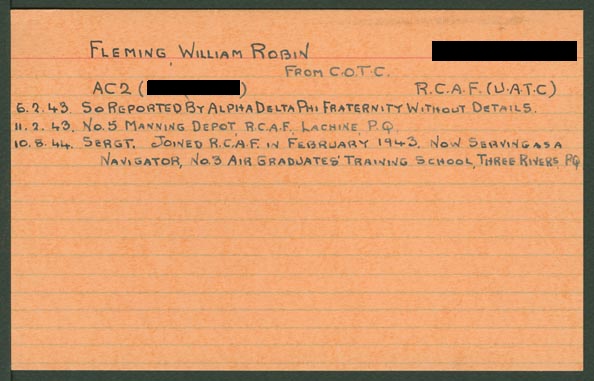 FLEMING, WILLIAM ROBIN
FROM C.O.T.C.
AC2 ( ) R.C.A.F. (U.A.T.C)
6.2.43. SO REPORTED BY ALPHA DELTA PHI FRATERNITY WITHOUT DETAILS.
11.2.43. NO.5 MANNING DEPOT, R.C.A.F. LACHINE, P.Q.
10.8.44. SERGT. JOINED R.C.A.F. IN FEBRUARY 1943. NOW SERVING AS A
NAVIGATOR, NO.3 AIR GRADUATES' TRAINING SCHOOL, THREE RIVERS, P.Q.